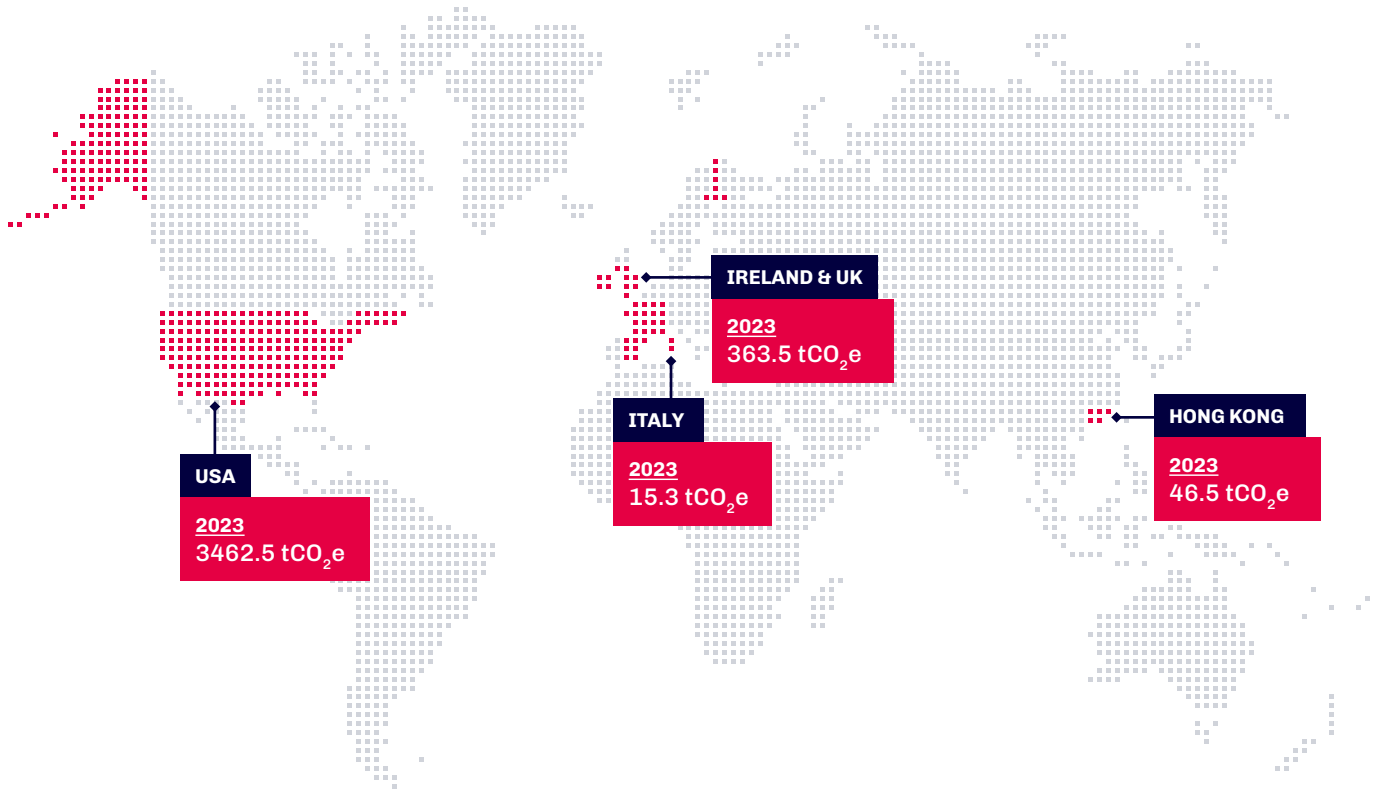 IRELAND & UK
2023
363.5 tCO₂e
ITALY
2023
15.3 tCO₂e
HONG KONG
2023
46.5 tCO₂e
USA
2023
3462.5 tCO₂e